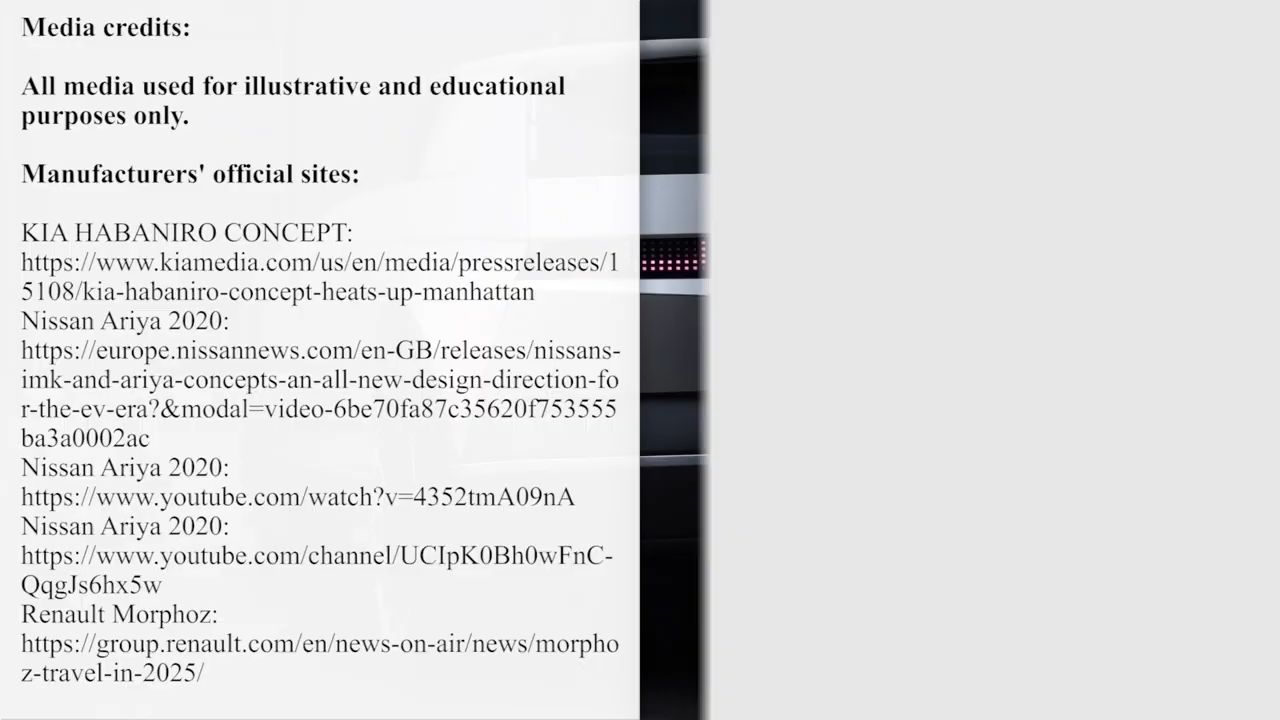 Media credits:
All media used for illustrative and educational
purposes only.
Manufacturers' official sites:
KIA HABANIRO CONCEPT:
https://www.kiamedia.com/us/en/media/pressreleases/1
5108/kia-habaniro-concept-heats-up-manhattan
Nissan Ariya 2020:
https://europe.nissannews.com/en-GB/releases/nissans-
imk-and-ariya-concepts-an-all-new-design-direction-fo
r-the-ev-era?&modal=video-6be70fa87c35620f753555
ba3a0002ac
Nissan Ariya 2020:
https://www.youtube.com/watch?v=4352tmA09nA
Nissan Ariya 2020:
https://www.youtube.com/channel/UCIpK0Bh0wFnC-
QqgJs6hx5w
Renault Morphoz:
https://group.renault.com/en/news-on-air/news/morpho
z-travel-in-2025/